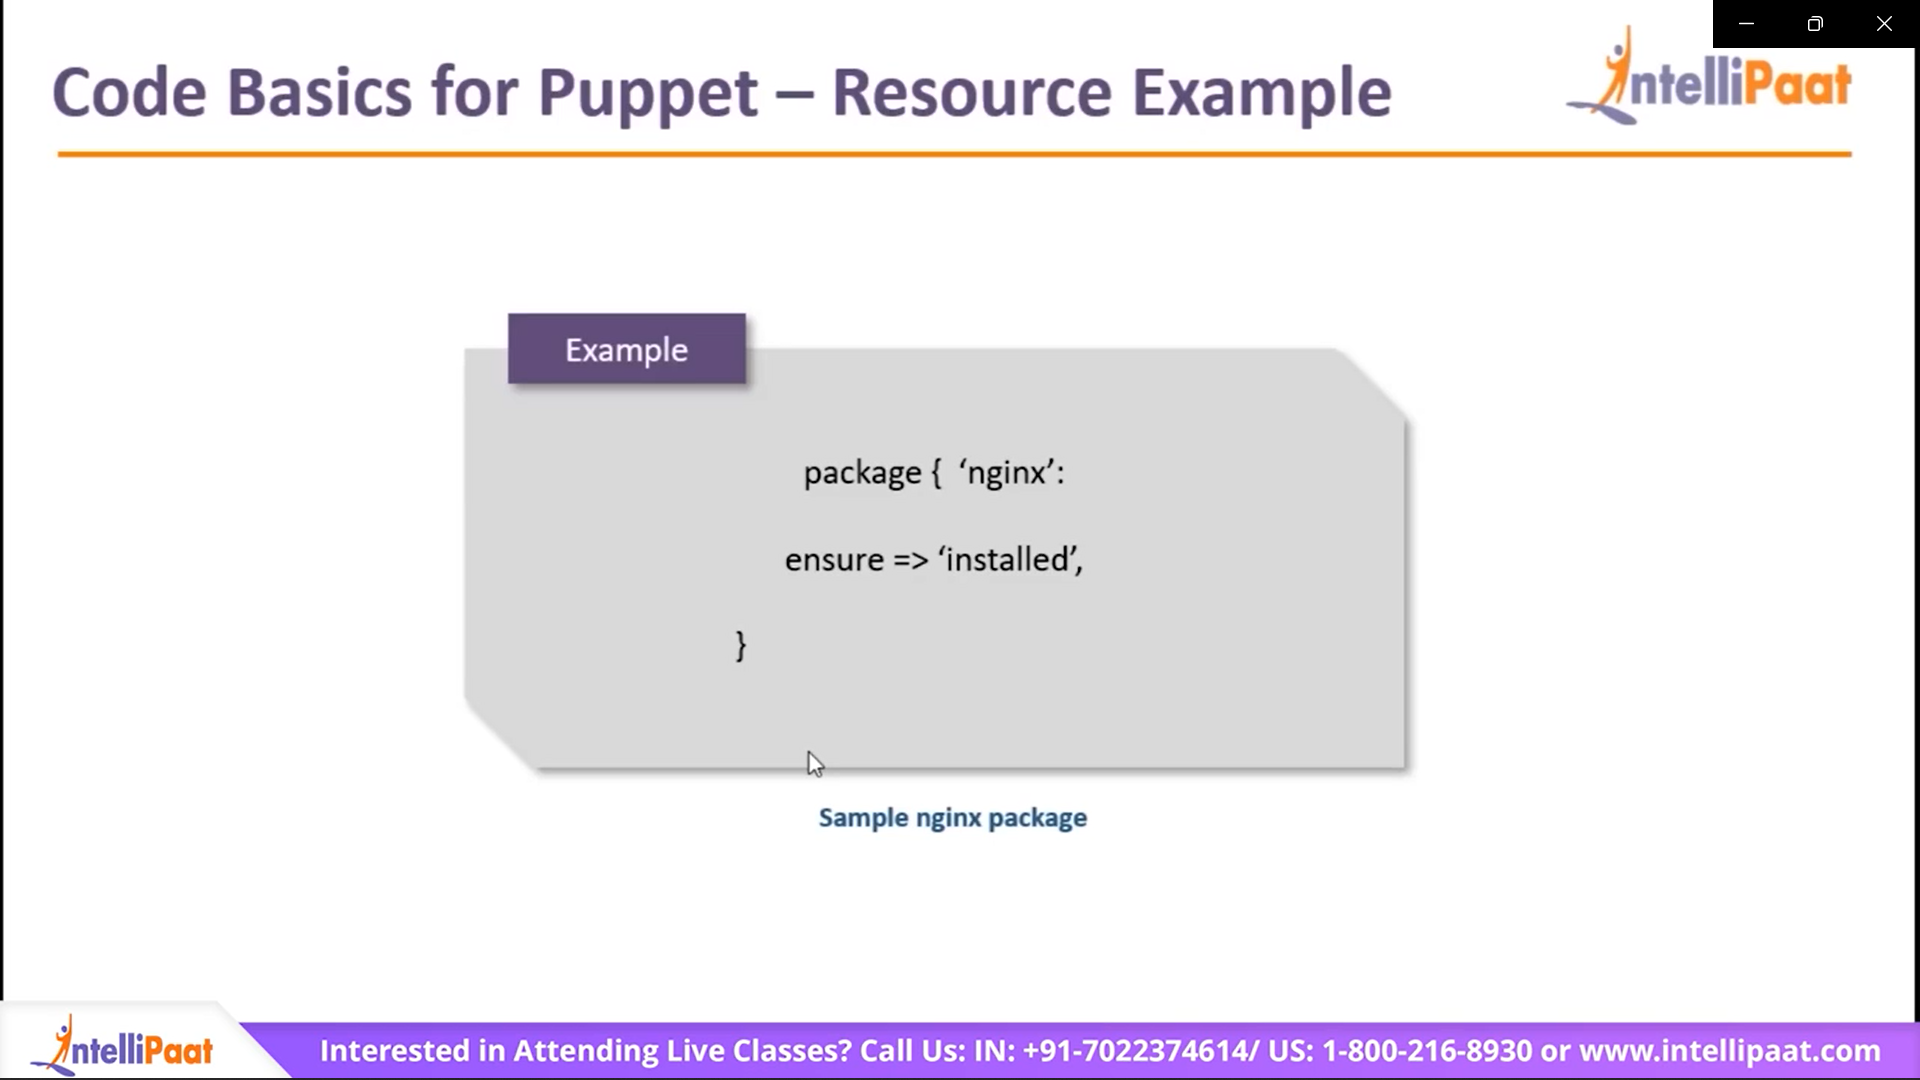 Code Basics for Puppet – Resource Example
IntelliPaat
Example
package {  ‘nginx’:
ensure => ‘installed’,
}
Sample nginx package
IntelliPaat
Interested in Attending Live Classes? Call Us: IN: +91-7022374614/ US: 1-800-216-8930 or www.intellipaat.com